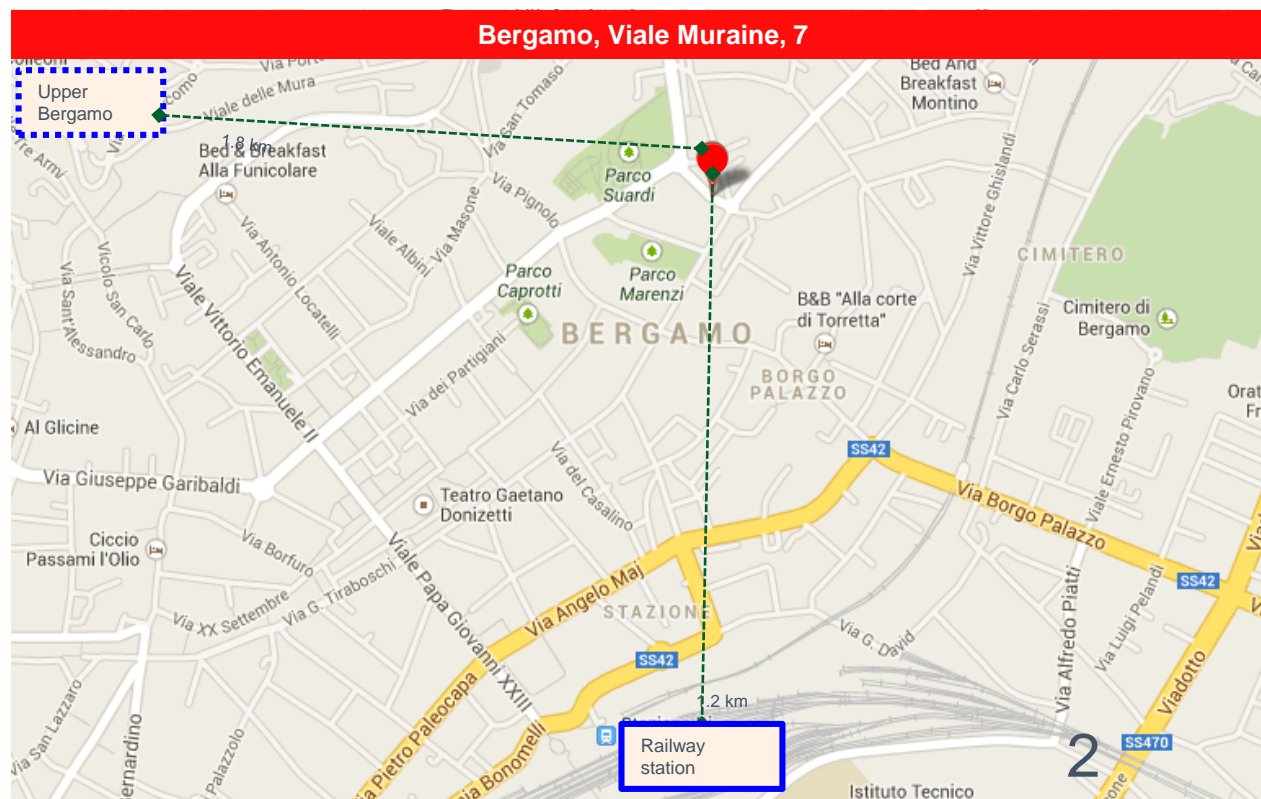 Bergamo, Viale Muraine, 7
Upper
Bergamo
1.8 km
Viale delle Mura
Via San Tomaso
Bed And
Breakfast
Montino
Bed & Breakfast
Alla Funicolare
Parco
Suardi
Via Pignolo
Viale Albini
Via Masone
Via Vittore Ghislandi
CIMITERO
Via Antonio Locatelli
Vicolo San Carlo
Via Sant'Alessandro
Viale Vittorio Emanuele II
Parco
Caprotti
Parco
Marenzi
B&B "Alla corte
di Torretta"
Cimitero di
Bergamo
BERGAMO
Via Carlo Serassi
Via dei Partigiani
BORGO
PALAZZO
Viale Ernesto Pirovano
Al Glicine
SS42
Via Giuseppe Garibaldi
Via del Casalino
Teatro Gaetano
Donizetti
Via Borgo Palazzo
Ciccio
Passami l'Olio
Via Borfuro
Via Angelo Maj
SS42
Via XX Settembre
Via G. Tiraboschi
Viale Papa Giovanni XXIII
STAZIONE
Via G. David
Via Alfredo Piatti
Via Luigi Pelandi
SS42
Viadotto
Via San Lazzaro
Via Pietro Paleocapa
1.2 km
Railway
station
2
SS470
Istituto Tecnico